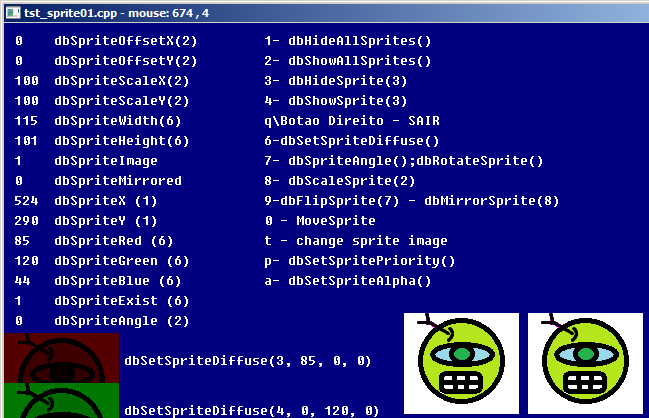 tst_sprite01.cpp - mouse: 674 , 4
0 dbSpriteOffsetX(2) 1- dbHideAllSprites()
0 dbSpriteOffsetY(2) 2- dbShowAllSprites()
100 dbSpriteScaleX(2) 3- dbHideSprite(3)
100 dbSpriteScaleY(2) 4- dbShowSprite(3)
115 dbSpriteWidth(6) q\Botao Direito - SAIR
101 dbSpriteHeight(6) 6-dbSetSpriteDiffuse()
1 dbSpriteImage 7- dbSpriteAngle();dbRotateSprite()
0 dbSpriteMirrored 8- dbScaleSprite(2)
524 dbSpriteX (1) 9-dbFlipSprite(7) - dbMirrorSprite(8)
290 dbSpriteY (1) 0 - MoveSprite
85 dbSpriteRed (6) t - change sprite image
120 dbSpriteGreen (6) p- dbSetSpritePriority()
44 dbSpriteBlue (6) a- dbSetSpriteAlpha()
1 dbSpriteExist (6)
0 dbSpriteAngle (2)
dbSetSpriteDiffuse(3, 85, 0, 0)
dbSetSpriteDiffuse(4, 0, 120, 0)